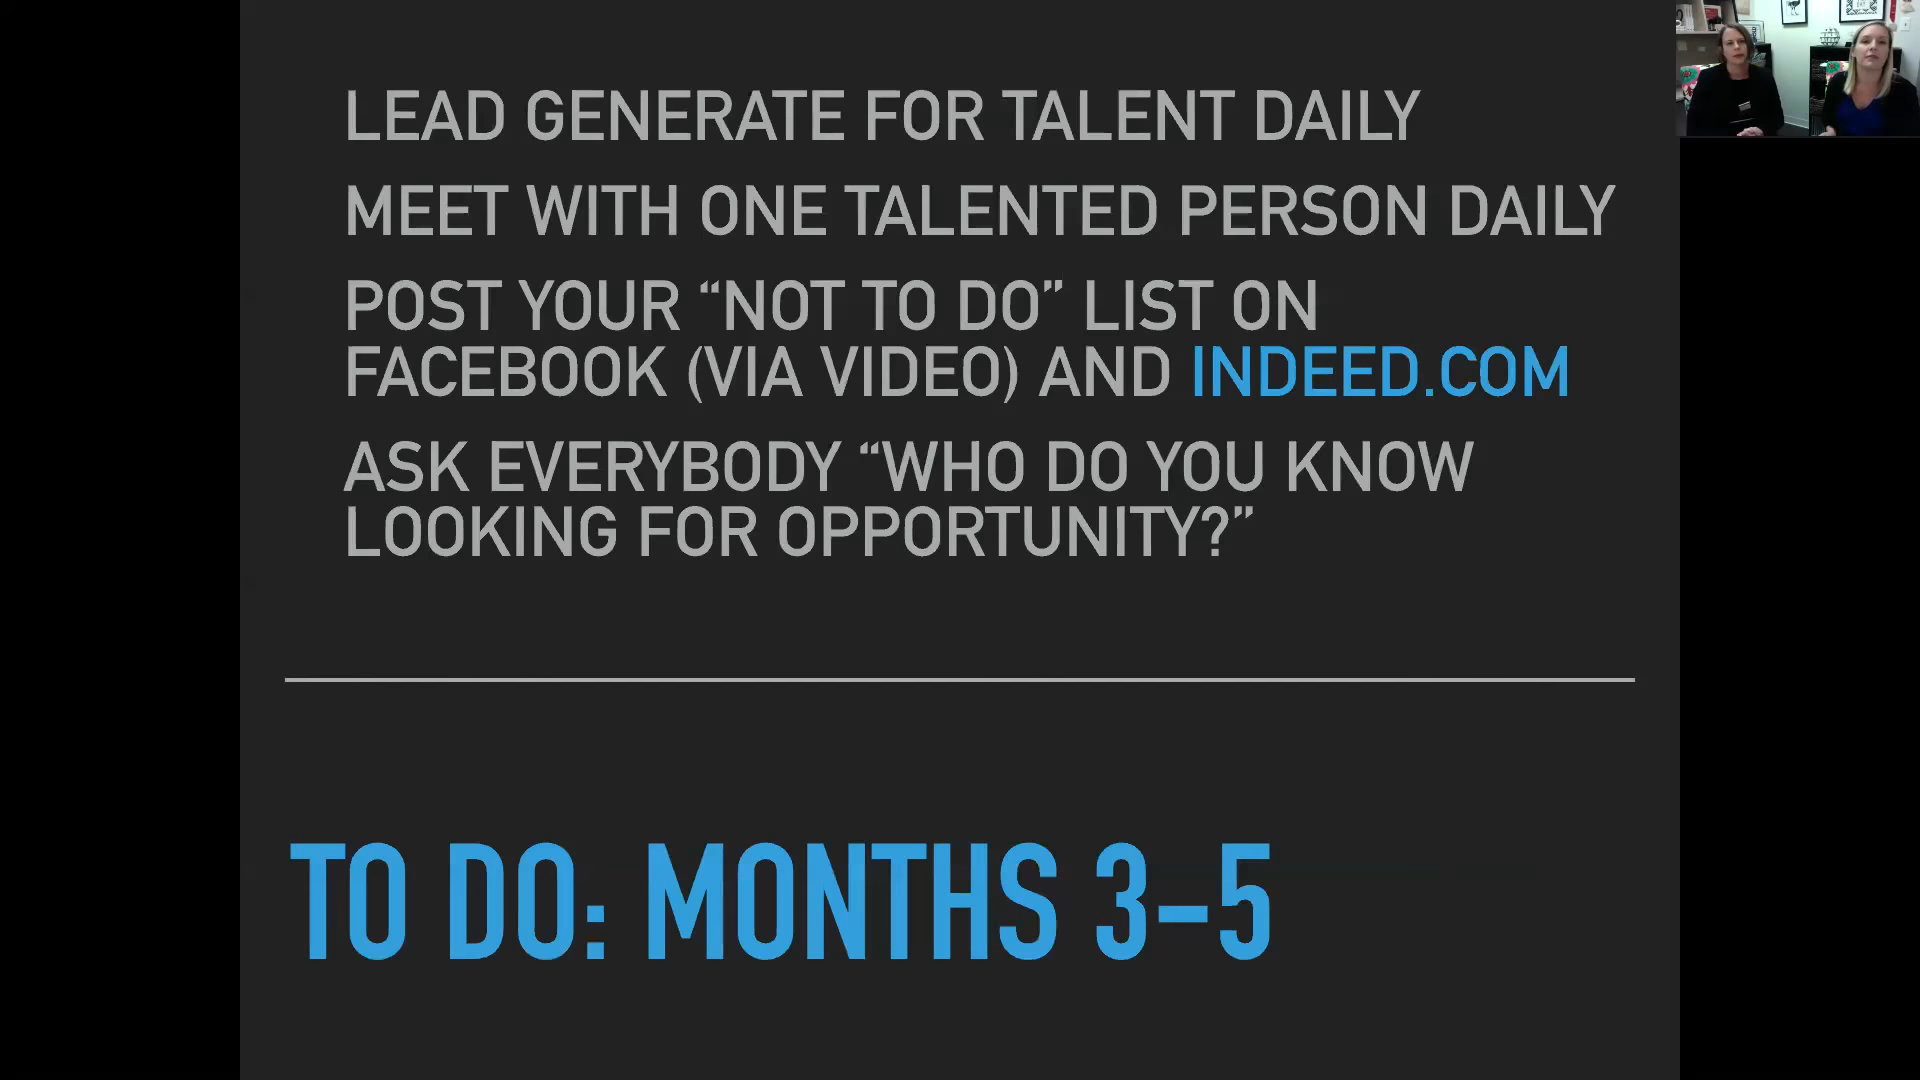 LEAD GENERATE FOR TALENT DAILY
MEET WITH ONE TALENTED PERSON DAILY
POST YOUR “NOT TO DO” LIST ON
FACEBOOK (VIA VIDEO) AND INDEED.COM
ASK EVERYBODY “WHO DO YOU KNOW
LOOKING FOR OPPORTUNITY?”
TO DO: MONTHS 3–5